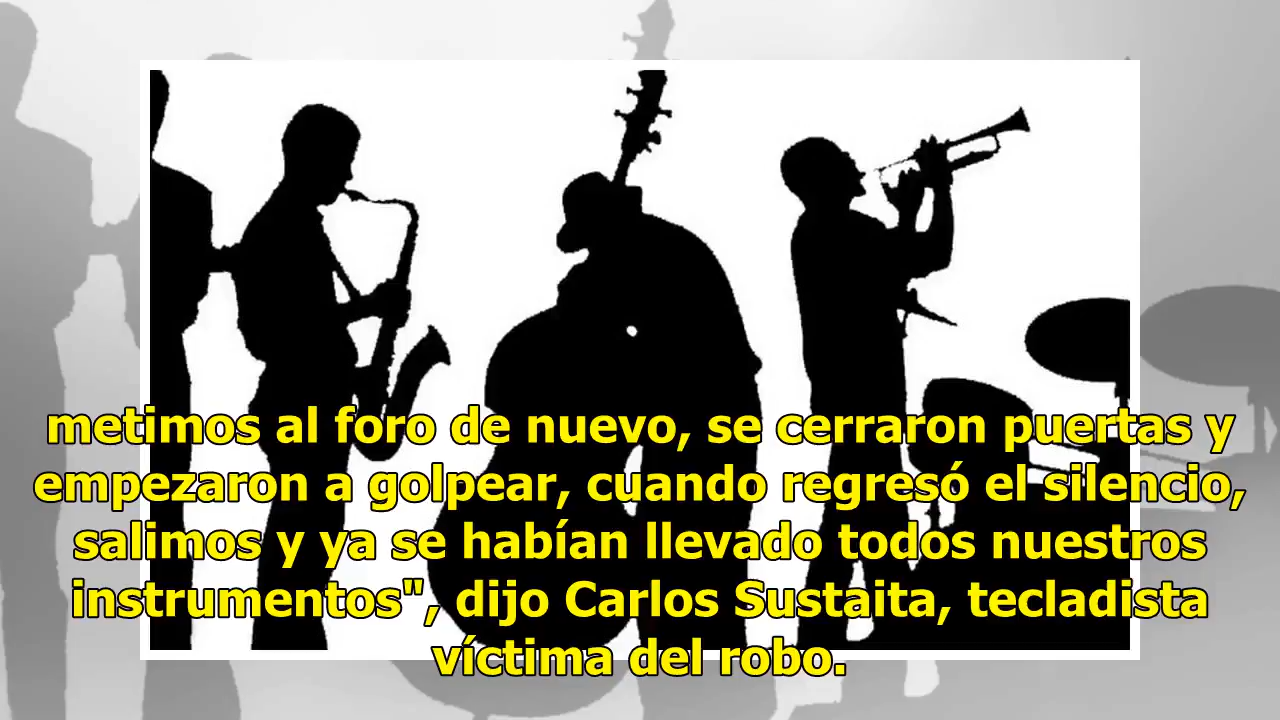 metimos al foro de nuevo, se cerraron puertas y
empezaron a golpear, cuando regresó el silencio,
salimos y ya se habían llevado todos nuestros
instrumentos", dijo Carlos Sustaita, tecladista
víctima del robo.